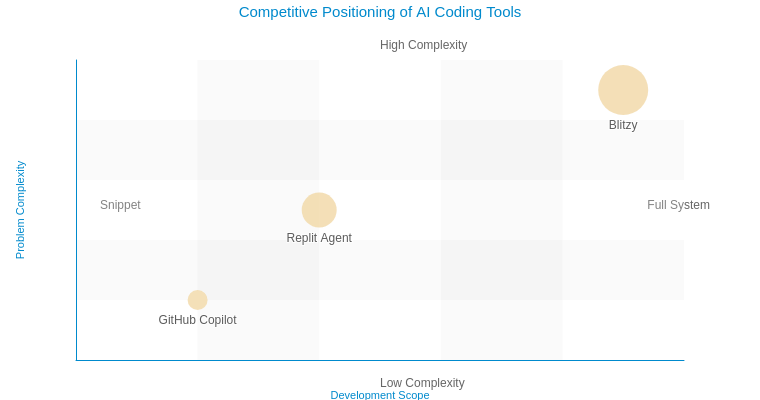 Competitive Positioning of AI Coding Tools
High Complexity
Blitzy
Problem Complexity
Snippet
Full System
Replit Agent
GitHub Copilot
Low Complexity
Development Scope